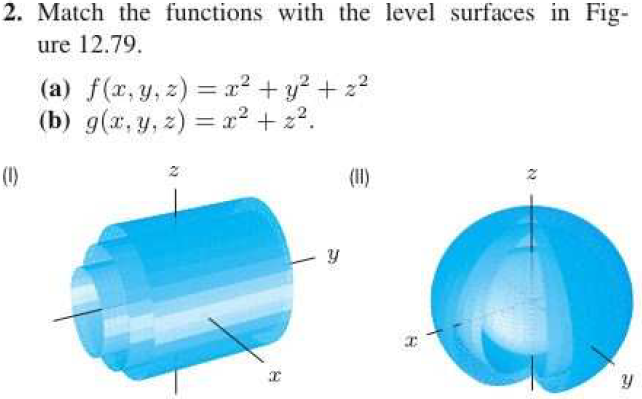 2. Match the functions with the level surfaces in Fig-
ure 12.79.
(a) f(x, y, z) = x² + y² + z²
(b) g(x, y, z) = x² + z².
(I)
z
y
x
(II)
z
x
y